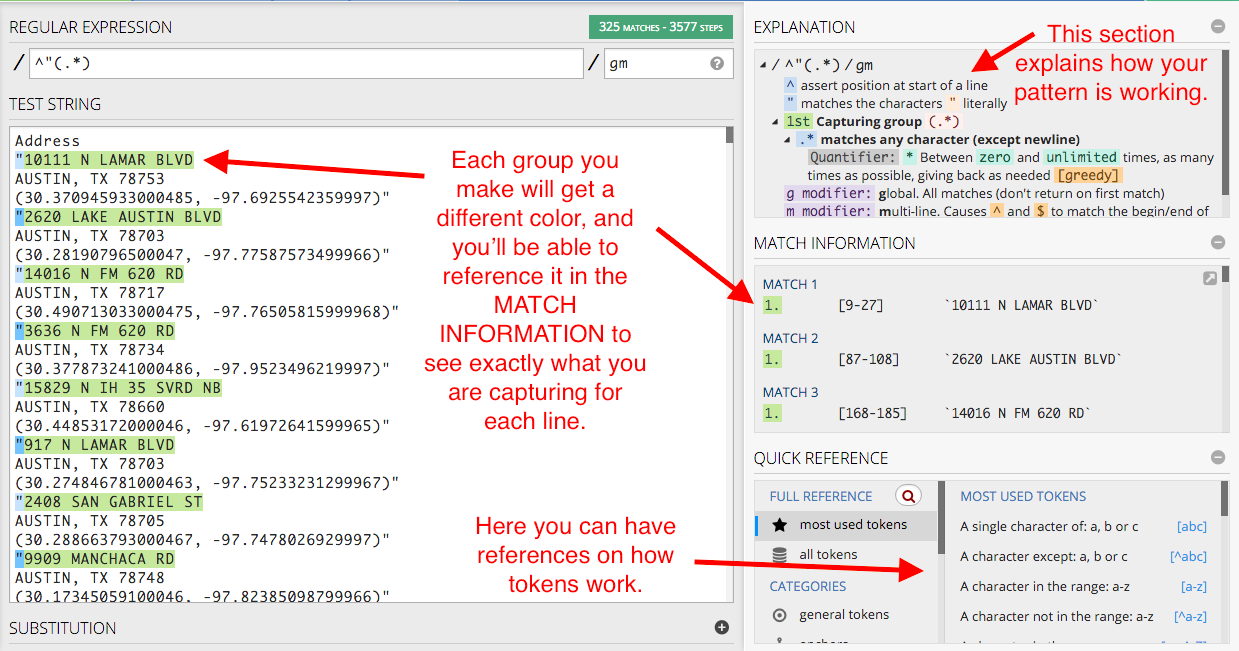 REGULAR EXPRESSION
325 MATCHES - 3577 STEPS
/ ^"(.*) / gm
TEST STRING
Address
"10111 N LAMAR BLVD
AUSTIN, TX 78753
(30.370945933000485, -97.6925542359997)"
"2620 LAKE AUSTIN BLVD
AUSTIN, TX 78703
(30.28190796500047, -97.77587573499966)"
"14016 N FM 620 RD
AUSTIN, TX 78717
(30.490713033000475, -97.76505815999968)"
"3636 N FM 620 RD
AUSTIN, TX 78734
(30.377873241000486, -97.9523496219997)"
"15829 N IH 35 SVRD NB
AUSTIN, TX 78660
(30.44853172000046, -97.61972641599965)"
"917 N LAMAR BLVD
AUSTIN, TX 78703
(30.274846781000463, -97.75233231299967)"
"2408 SAN GABRIEL ST
AUSTIN, TX 78705
(30.288663793000467, -97.7478026929997)"
"9909 MANCHACA RD
AUSTIN, TX 78748
(30.17345059100046, -97.82385098799966)"
SUBSTITUTION
Each group you
make will get a
different color, and
you'll be able to
reference it in the
MATCH
INFORMATION to
see exactly what you
are capturing for
each line.
Here you can have
references on how
tokens work.
EXPLANATION
/ ^"(.*) / gm
^ assert position at start of a line
" matches the characters " literally
1st Capturing group (.*)
.* matches any character (except newline)
Quantifier: * Between zero and unlimited times, as many
times as possible, giving back as needed [greedy]
g modifier: global. All matches (don't return on first match)
m modifier: multi-line. Causes ^ and $ to match the begin/end of
This section
explains how your
pattern is working.
MATCH INFORMATION
MATCH 1
1. [9-27] `10111 N LAMAR BLVD`
MATCH 2
1. [87-108] `2620 LAKE AUSTIN BLVD`
MATCH 3
1. [168-185] `14016 N FM 620 RD`
QUICK REFERENCE
FULL REFERENCE
most used tokens
all tokens
CATEGORIES
general tokens
MOST USED TOKENS
A single character of: a, b or c [abc]
A character except: a, b or c [^abc]
A character in the range: a-z [a-z]
A character not in the range: a-z [^a-z]